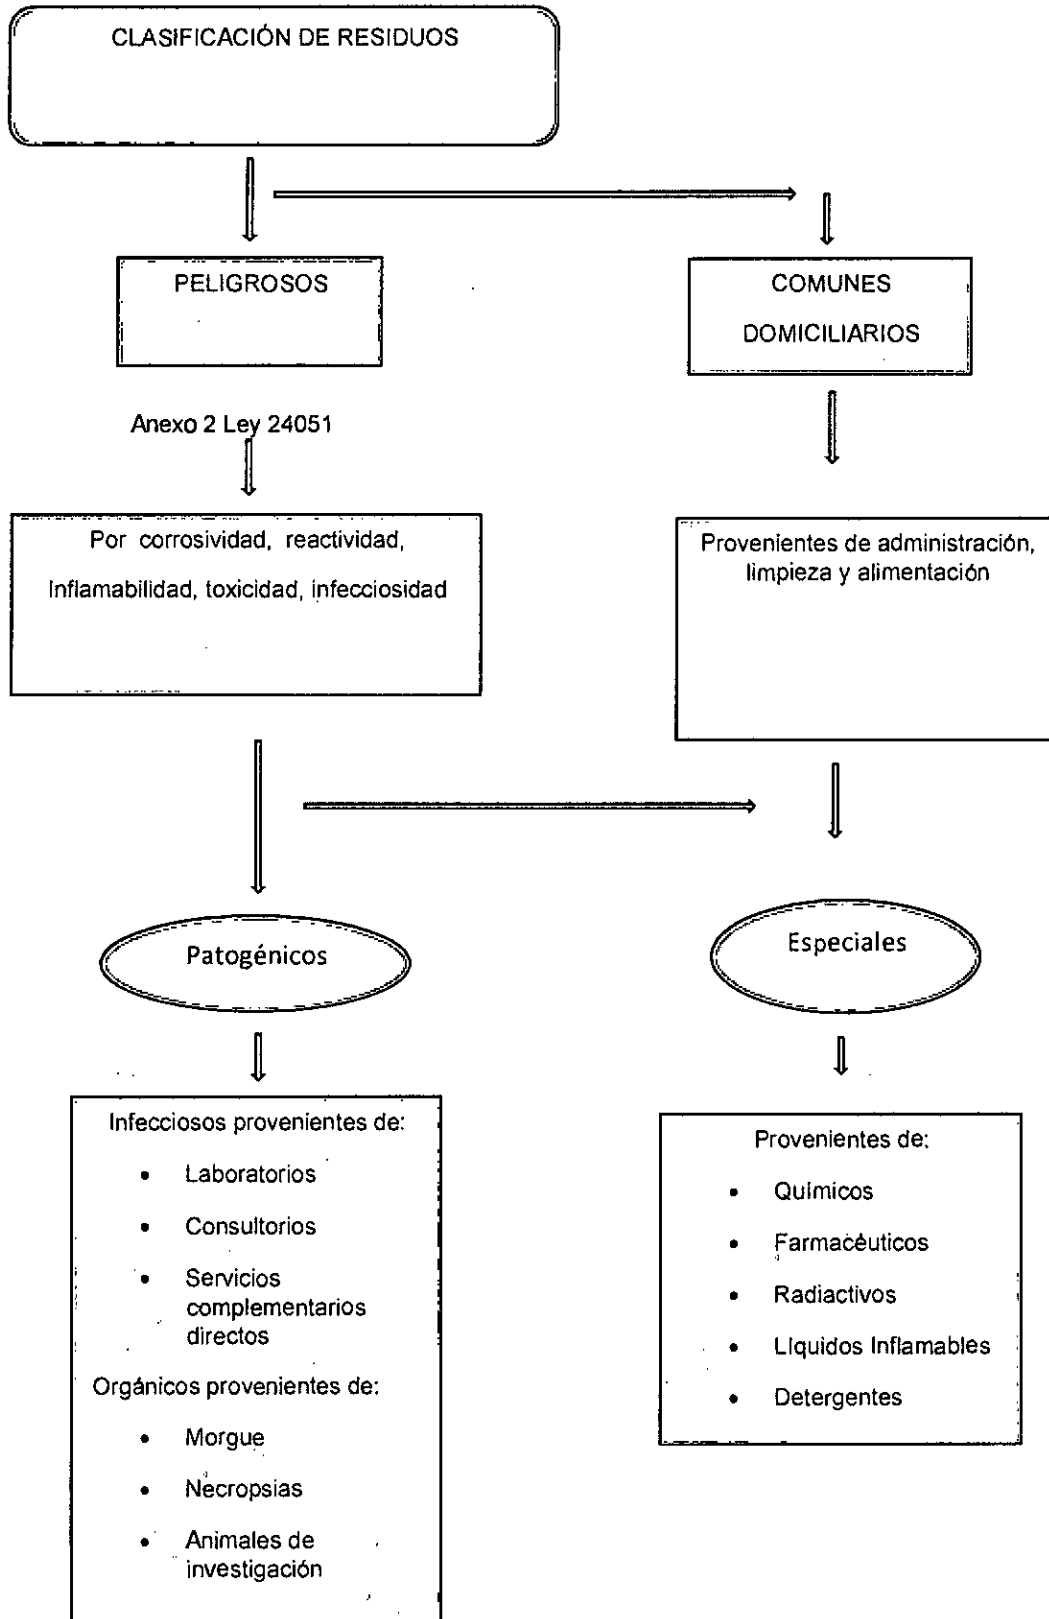 CLASIFICACIÓN DE RESIDUOS
PELIGROSOS
COMUNES
DOMICILIARIOS
Anexo 2 Ley 24051
Por corrosividad, reactividad,
Inflamabilidad, toxicidad, infecciosidad
Provenientes de administración,
limpieza y alimentación
Patogénicos
Especiales
Infecciosos provenientes de:
• Laboratorios
• Consultorios
• Servicios
complementarios
directos
Orgánicos provenientes de:
• Morgue
• Necropsias
• Animales de
investigación
Provenientes de:
• Químicos
• Farmacéuticos
• Radiactivos
• Líquidos Inflamables
• Detergentes